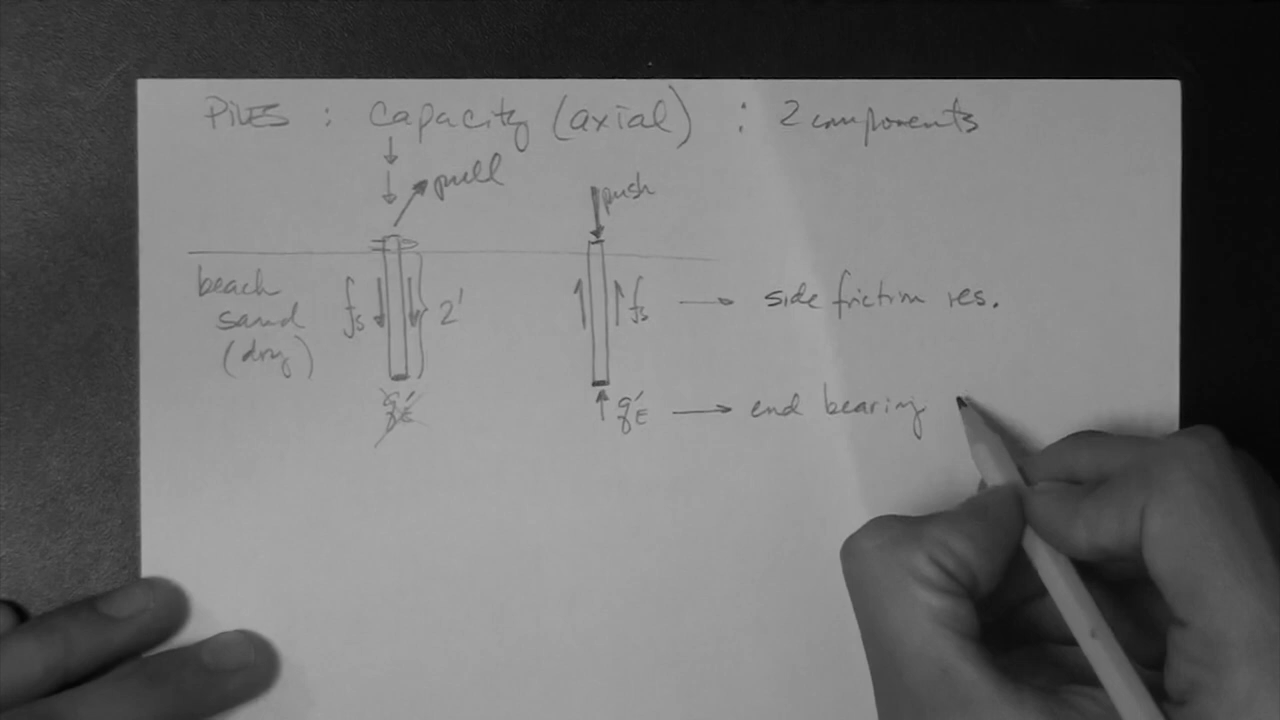 PILES : Capacity (axial) : 2 components
pull
push
beach
sand
(dry)
fs
2'
fs → side friction res.
q'E
q'E → end bearing